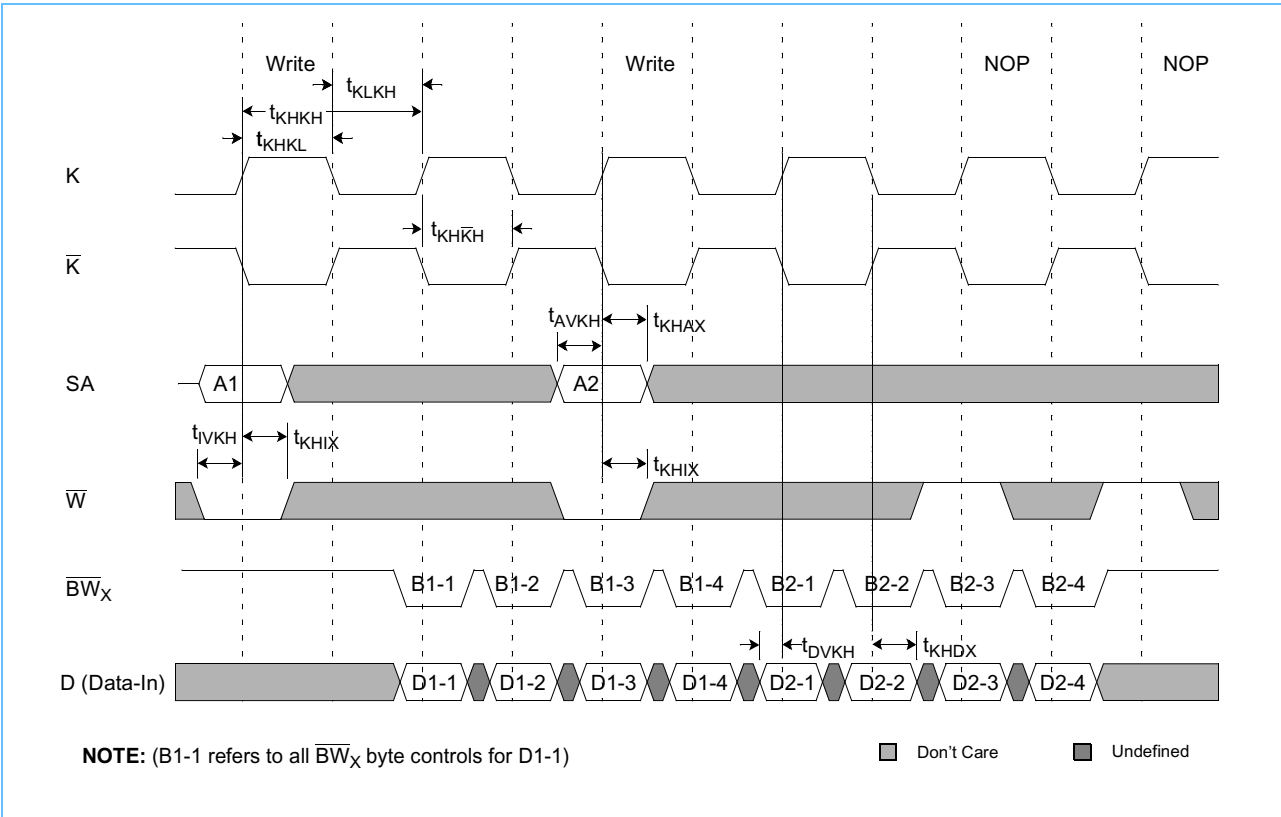 Write Write NOP NOP
tKLKH
tKHKH
tKHKL
K
tKHK̅H
K̅
tAVKH tKHAX
SA A1 A2
tIVKH tKHIX tKHIX
W̅
B̅W̅X B1-1 B1-2 B1-3 B1-4 B2-1 B2-2 B2-3 B2-4
tDVKH tKHDX
D (Data-In) D1-1 D1-2 D1-3 D1-4 D2-1 D2-2 D2-3 D2-4
NOTE: (B1-1 refers to all B̅W̅X byte controls for D1-1) Don't Care Undefined